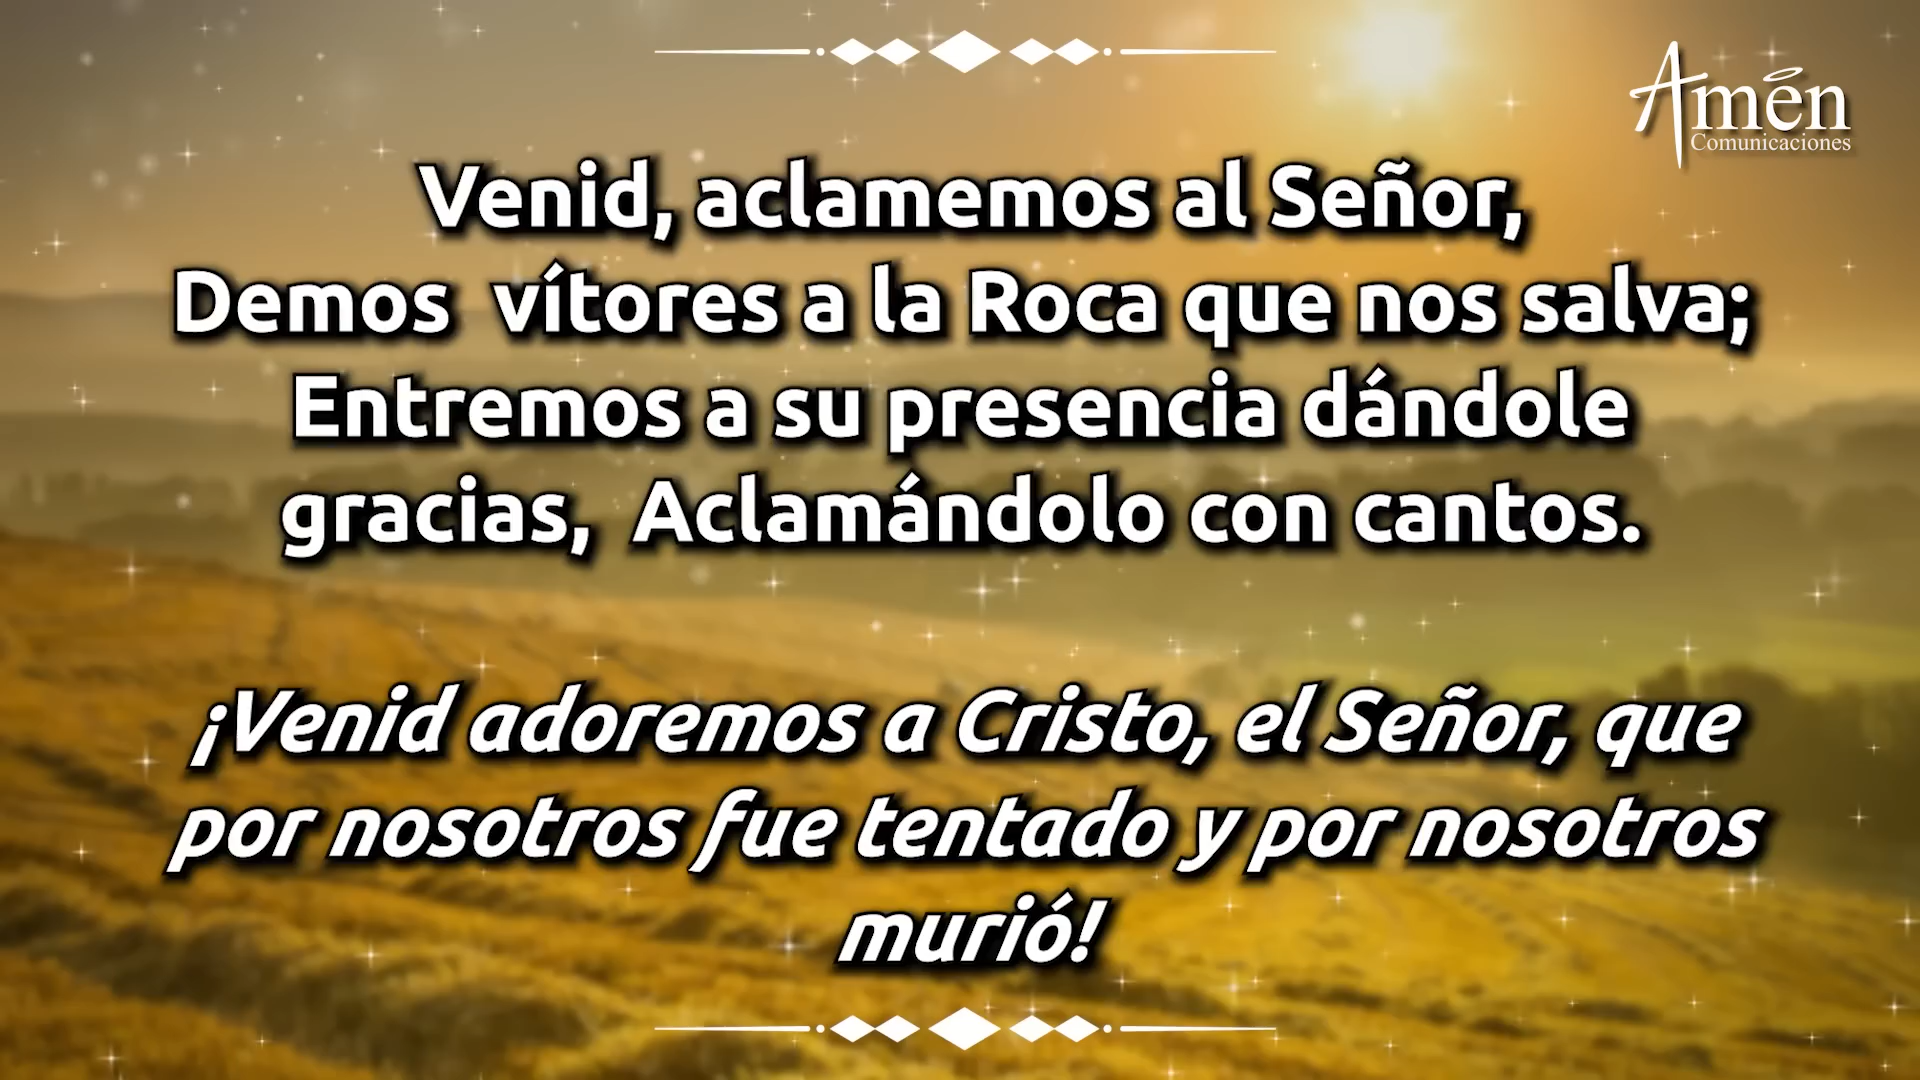 Amén
Comunicaciones
Venid, aclamemos al Señor,
Demos  vítores a la Roca que nos salva;
Entremos a su presencia dándole
gracias,  Aclamándolo con cantos.
¡Venid adoremos a Cristo, el Señor, que
por nosotros fue tentado y por nosotros
murió!